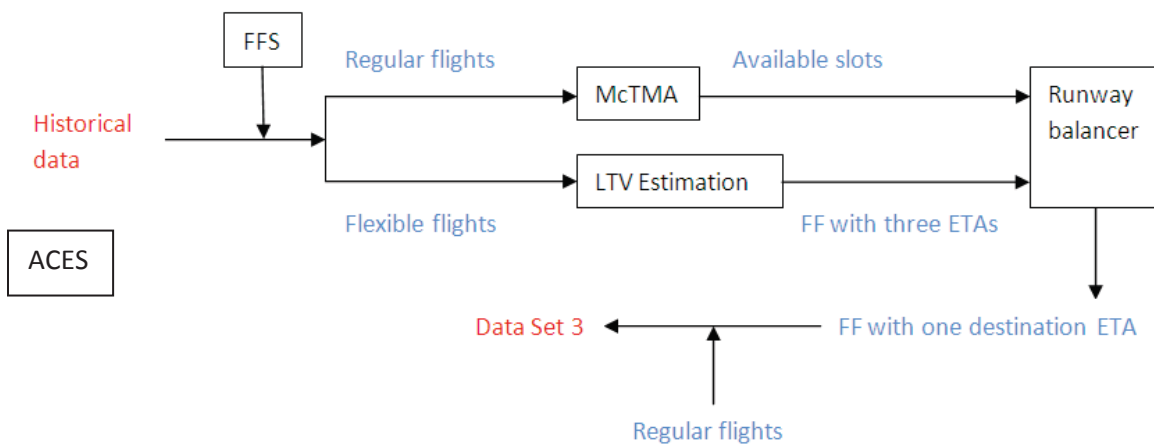 FFS
Regular flights
Available slots
McTMA
Runway
balancer
Historical
data
LTV Estimation
Flexible flights
FF with three ETAs
ACES
Data Set 3
FF with one destination ETA
Regular flights